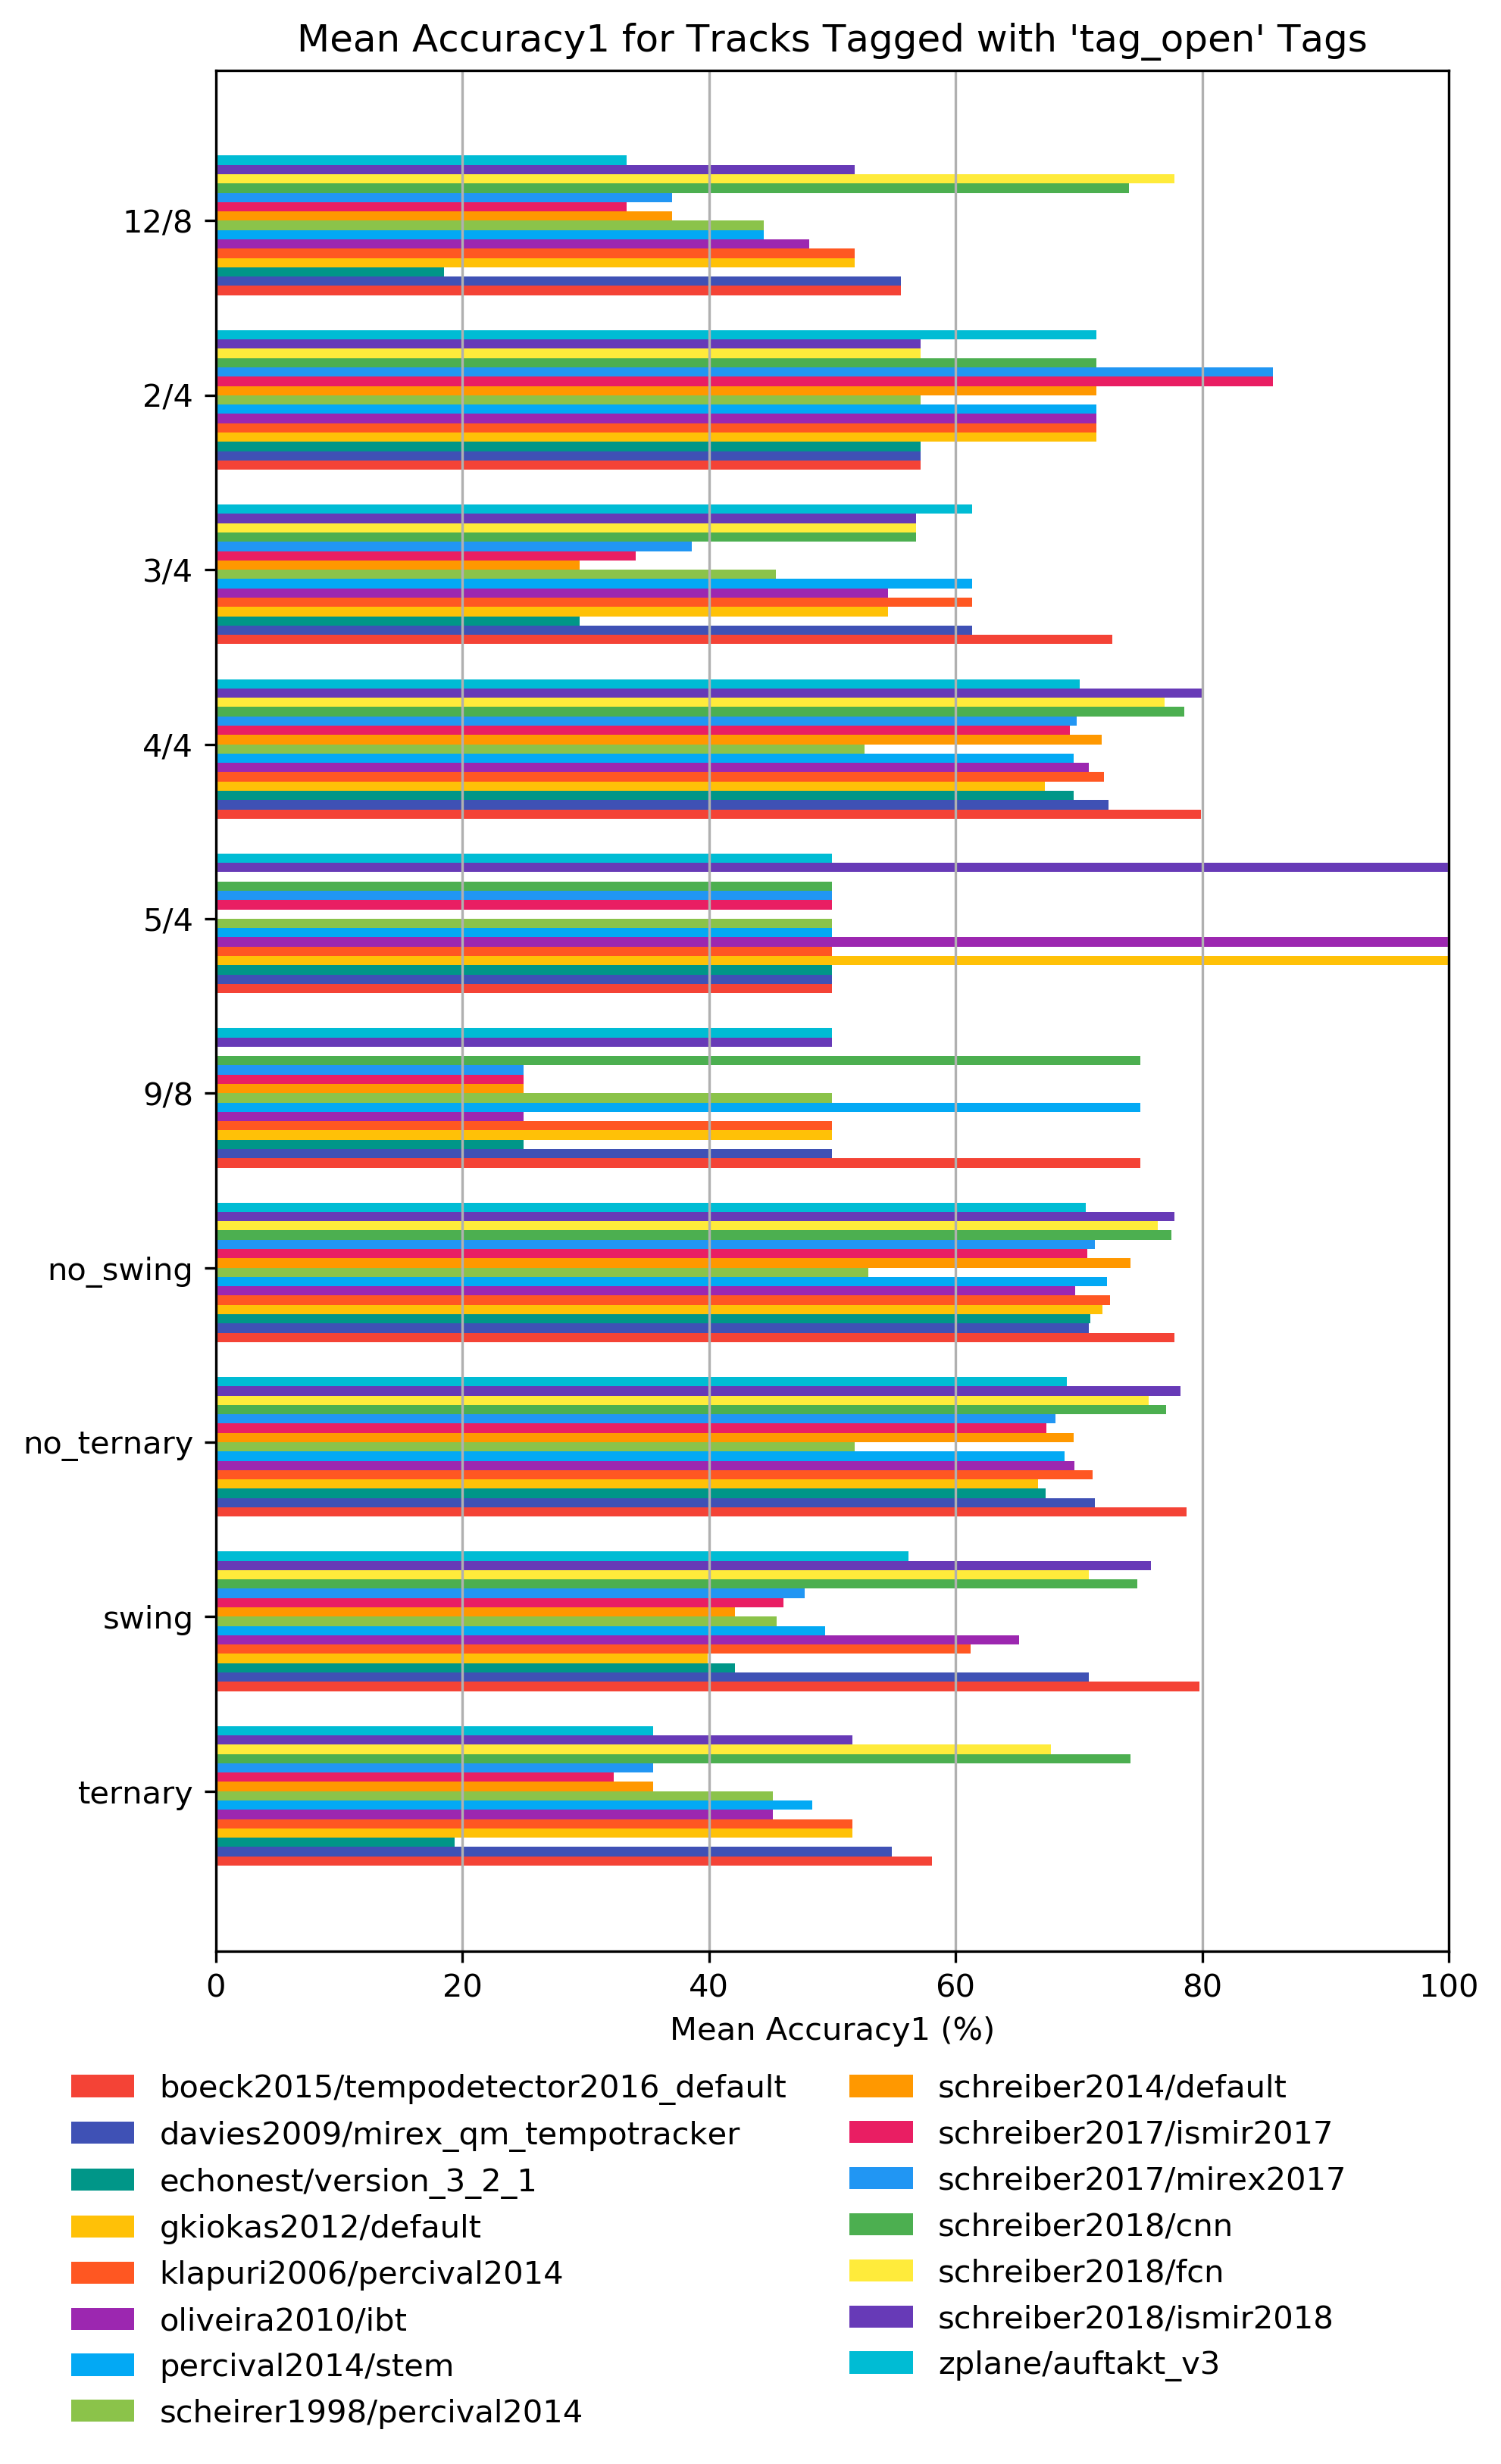 Mean Accuracy1 for Tracks Tagged with 'tag_open' Tags
12/8
2/4
3/4
4/4
5/4
9/8
no_swing
no_ternary
swing
ternary
0 20 40 60 80 100
Mean Accuracy1 (%)
boeck2015/tempodetector2016_default
davies2009/mirex_qm_tempotracker
echonest/version_3_2_1
gkiokas2012/default
klapuri2006/percival2014
oliveira2010/ibt
percival2014/stem
scheirer1998/percival2014
schreiber2014/default
schreiber2017/ismir2017
schreiber2017/mirex2017
schreiber2018/cnn
schreiber2018/fcn
schreiber2018/ismir2018
zplane/auftakt_v3